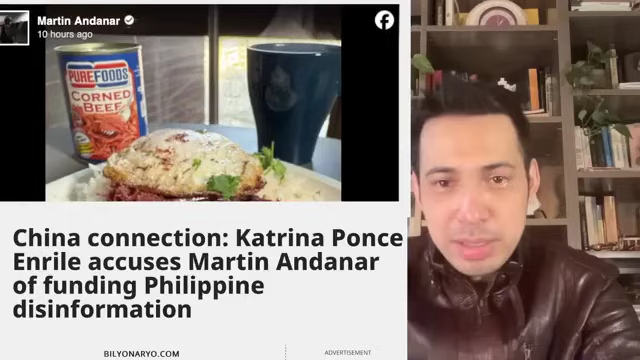 Martin Andanar
10 hours ago
PUREFOODS
CORNED
BEEF
China connection: Katrina Ponce
Enrile accuses Martin Andanar
of funding Philippine
disinformation
BILYONARYO.COM
ADVERTISEMENT